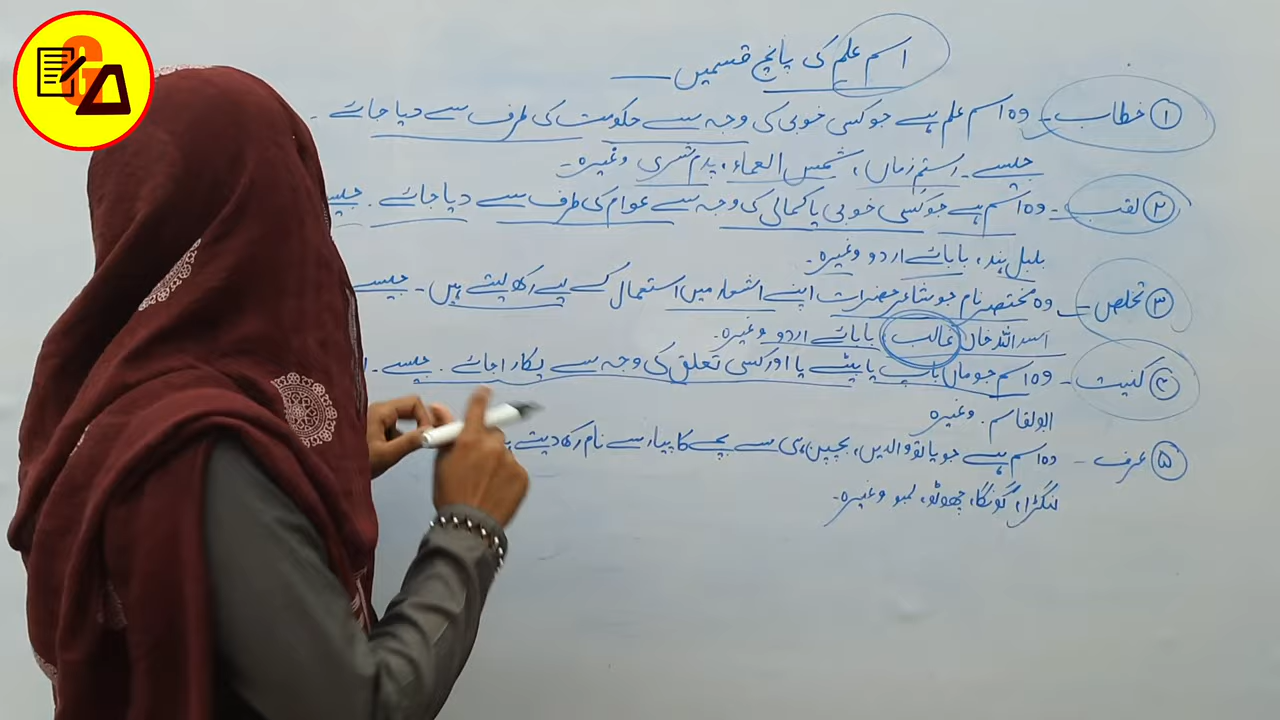 اسم علم کی پانچ قسمیں
① خطاب ۔ وہ اسم علم ہے جو کسی خوبی کی وجہ سے حکومت کی طرف سے دیا جائے ۔
جیسے ۔ رستم زماں ، شمس العماء ، پدم شری وغیرہ ۔
② لقب ۔ وہ اسم ہے جو کسی خوبی یا کمالی کی وجہ سے عوام کی طرف سے دیا جائے ۔ جیسے
بلبل ہند ، بابائے اردو وغیرہ ۔
③ تخلص ۔ وہ مختصر نام جو شاعر حضرات اپنے اشعار میں استعمال کے لیے رکھ لیتے ہیں ۔ جیسے
اسد اللہ خاں غالب ، بابائے اردو وغیرہ ۔
④ کنیت ۔ وہ اسم جو ماں باپ یا بیٹے یا اور کسی تعلق کی وجہ سے پکارا جائے ۔ جیسے ۔
ابوالقاسم ۔ وغیرہ
⑤ عرف ۔ وہ اسم ہے جو یا تو والدین ، بچپن ہی سے بچے کا پیار سے نام رکھ دیتے
لنگڑا ، گونگا ، چھوٹو ، لمبو وغیرہ ۔